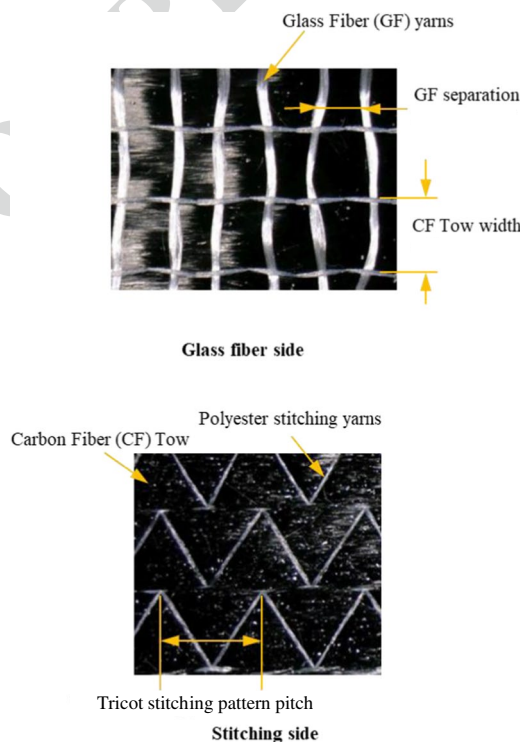 Glass Fiber (GF) yarns
GF separation
CF Tow width
Glass fiber side
Polyester stitching yarns
Carbon Fiber (CF) Tow
Tricot stitching pattern pitch
Stitching side